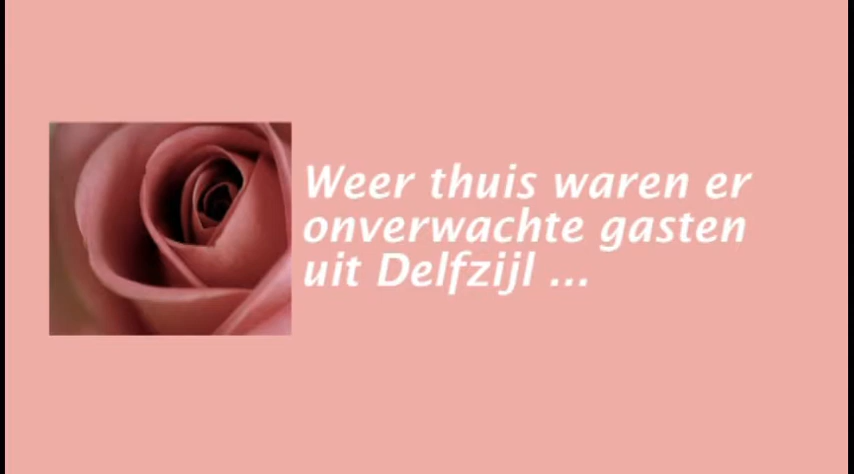 Weer thuis waren er
onverwachte gasten
uit Delfzijl ...